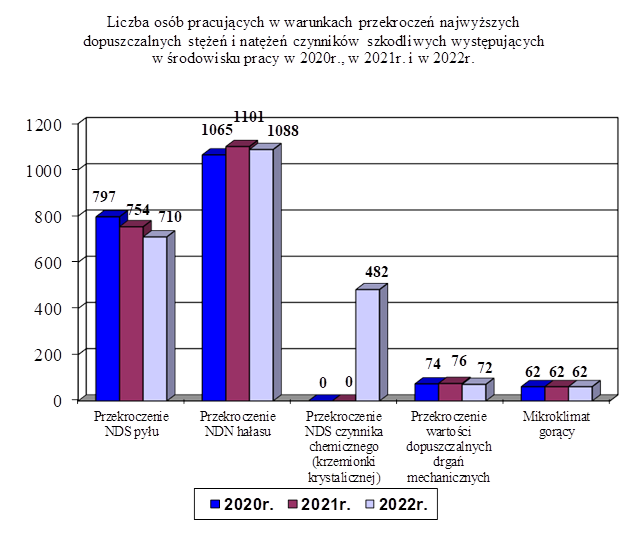 Liczba osób pracujących w warunkach przekroczeń najwyższych
dopuszczalnych stężeń i natężeń czynników szkodliwych występujących
w środowisku pracy w 2020r., w 2021r. i w 2022r.
1200
1000
800
600
400
200
0
797
754
710
1065
1101
1088
0
0
482
74
76
72
62
62
62
Przekroczenie
NDS pyłu
Przekroczenie
NDN hałasu
Przekroczenie
NDS czynnika
chemicznego
(krzemionki
krystalicznej)
Przekroczenie
wartości
dopuszczalnych
drgań
mechanicznych
Mikroklimat
gorący
2020r.
2021r.
2022r.